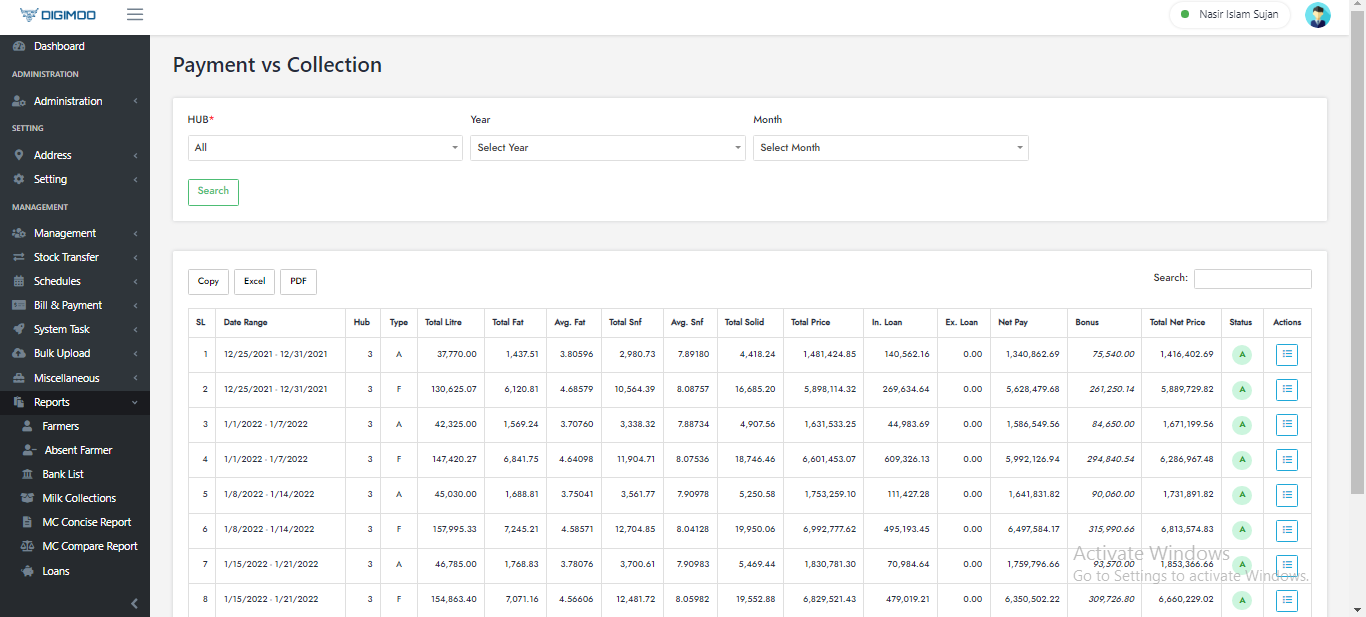 DIGIMOO
Nasir Islam Sujan
Dashboard
ADMINISTRATION
Administration
SETTING
Address
Setting
MANAGEMENT
Management
Stock Transfer
Schedules
Bill & Payment
System Task
Bulk Upload
Miscellaneous
Reports
Farmers
Absent Farmer
Bank List
Milk Collections
MC Concise Report
MC Compare Report
Loans
Payment vs Collection
HUB* Year Month
All Select Year Select Month
Search
Copy Excel PDF Search:
SL Date Range Hub Type Total Litre Total Fat Avg. Fat Total Snf Avg. Snf Total Solid Total Price In. Loan Ex. Loan Net Pay Bonus Total Net Price Status Actions
1 12/25/2021 - 12/31/2021 3 A 37,770.00 1,437.51 3.80596 2,980.73 7.89180 4,418.24 1,481,424.85 140,562.16 0.00 1,340,862.69 75,540.00 1,416,402.69 A
2 12/25/2021 - 12/31/2021 3 F 130,625.07 6,120.81 4.68579 10,564.39 8.08757 16,685.20 5,898,114.32 269,634.64 0.00 5,628,479.68 261,250.14 5,889,729.82 A
3 1/1/2022 - 1/7/2022 3 A 42,325.00 1,569.24 3.70760 3,338.32 7.88734 4,907.56 1,631,533.25 44,983.69 0.00 1,586,549.56 84,650.00 1,671,199.56 A
4 1/1/2022 - 1/7/2022 3 F 147,420.27 6,841.75 4.64098 11,904.71 8.07536 18,746.46 6,601,453.07 609,326.13 0.00 5,992,126.94 294,840.54 6,286,967.48 A
5 1/8/2022 - 1/14/2022 3 A 45,030.00 1,688.81 3.75041 3,561.77 7.90978 5,250.58 1,753,259.10 111,427.28 0.00 1,641,831.82 90,060.00 1,731,891.82 A
6 1/8/2022 - 1/14/2022 3 F 157,995.33 7,245.21 4.58571 12,704.85 8.04128 19,950.06 6,992,777.62 495,193.45 0.00 6,497,584.17 315,990.66 6,813,574.83 A
7 1/15/2022 - 1/21/2022 3 A 46,785.00 1,768.83 3.78076 3,700.61 7.90983 5,469.44 1,830,781.30 70,984.64 0.00 1,759,796.66 93,570.00 1,853,366.66 A
8 1/15/2022 - 1/21/2022 3 F 154,863.40 7,071.16 4.56606 12,481.72 8.05982 19,552.88 6,829,521.43 479,019.21 0.00 6,350,502.22 309,726.80 6,660,229.02 A
Activate Windows
Go to Settings to activate Windows.